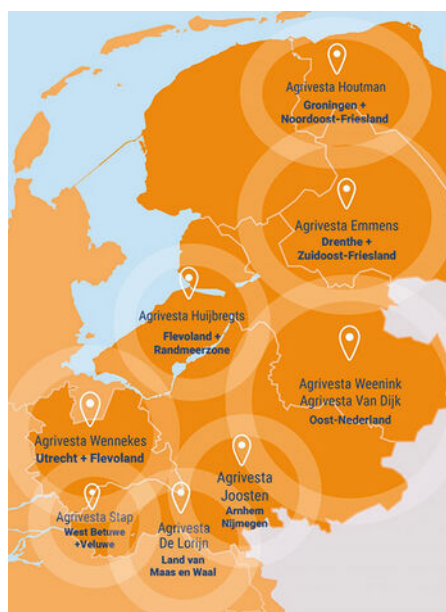 Agrivesta Houtman
Groningen +
Noordoost-Friesland
Agrivesta Emmens
Drenthe +
Zuidoost-Friesland
Agrivesta Huijbregts
Flevoland +
Randmeerzone
Agrivesta Weenink
Agrivesta Van Dijk
Oost-Nederland
Agrivesta Wennekes
Utrecht + Flevoland
Agrivesta
Joosten
Arnhem
Nijmegen
Agrivesta Stap
West Betuwe
+Veluwe
Agrivesta
De Lorijn
Land van
Maas en Waal